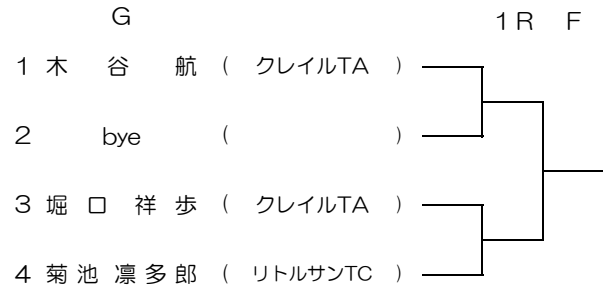 G 1R F
1 木 谷 航 ( クレイルTA )
2 bye ( )
3 堀 口 祥 歩 ( クレイルTA )
4 菊 池 凛 多 郎 ( リトルサンTC )